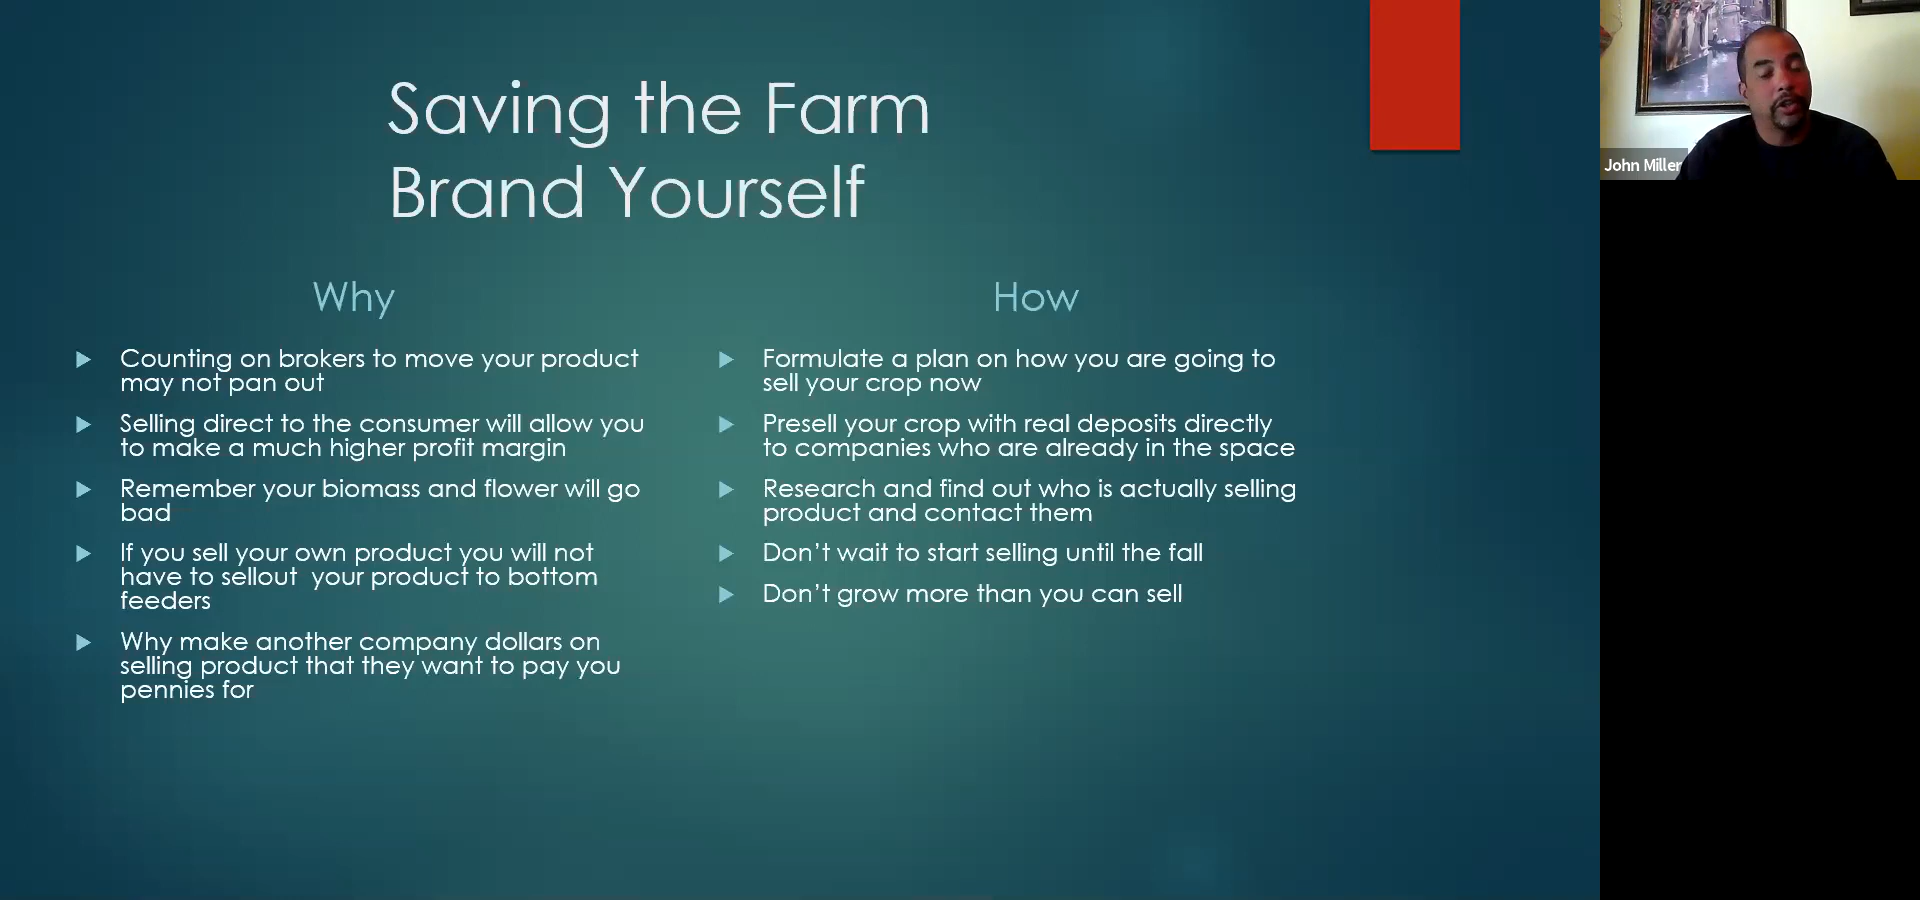 Saving the Farm
Brand Yourself
Why
Counting on brokers to move your product
may not pan out
Selling direct to the consumer will allow you
to make a much higher profit margin
Remember your biomass and flower will go
bad
If you sell your own product you will not
have to sellout  your product to bottom
feeders
Why make another company dollars on
selling product that they want to pay you
pennies for
How
Formulate a plan on how you are going to
sell your crop now
Presell your crop with real deposits directly
to companies who are already in the space
Research and find out who is actually selling
product and contact them
Don’t wait to start selling until the fall
Don’t grow more than you can sell
John Miller